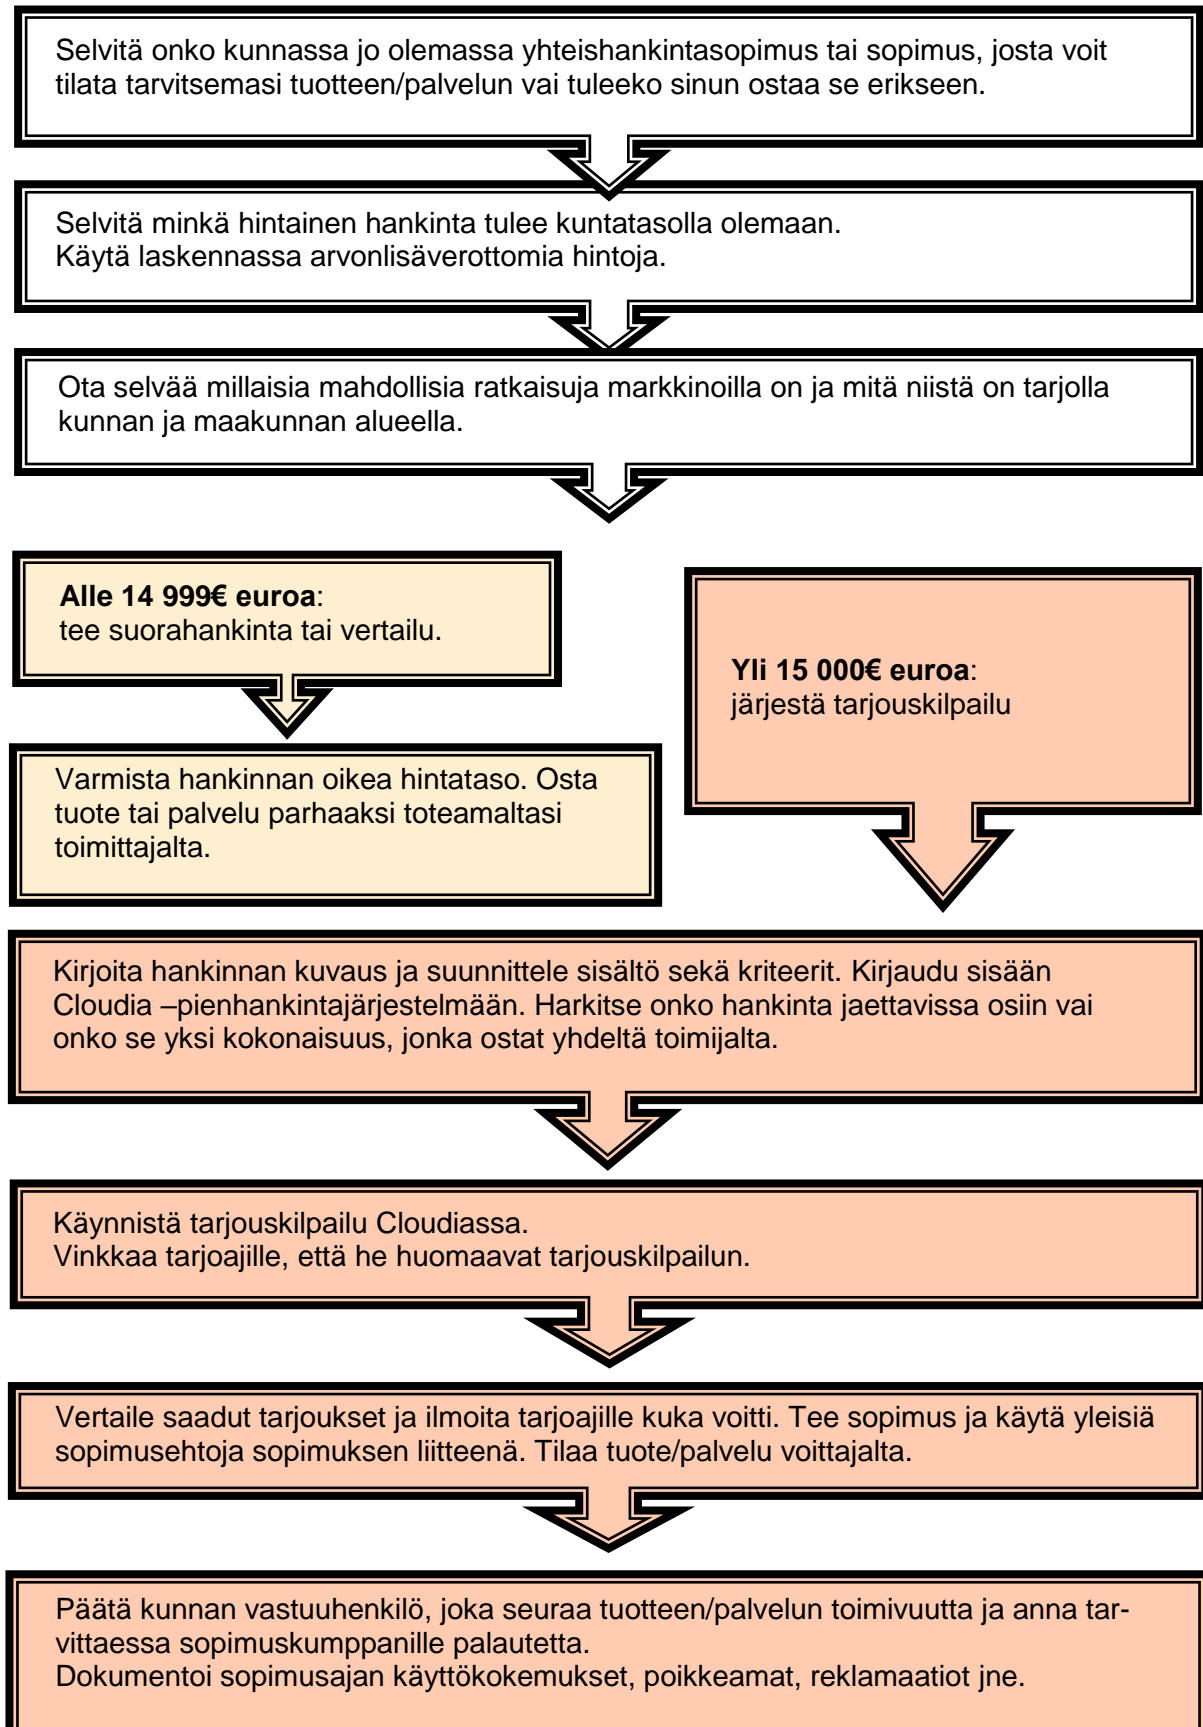 Selvitä onko kunnassa jo olemassa yhteishankintasopimus tai sopimus, josta voit
tilata tarvitsemasi tuotteen/palvelun vai tuleeko sinun ostaa se erikseen.
Selvitä minkä hintainen hankinta tulee kuntatasolla olemaan.
Käytä laskennassa arvonlisäverottomia hintoja.
Ota selvää millaisia mahdollisia ratkaisuja markkinoilla on ja mitä niistä on tarjolla
kunnan ja maakunnan alueella.
Alle 14 999€ euroa:
tee suorahankinta tai vertailu.
Varmista hankinnan oikea hintataso. Osta
tuote tai palvelu parhaaksi toteamaltasi
toimittajalta.
Yli 15 000€ euroa:
järjestä tarjouskilpailu
Kirjoita hankinnan kuvaus ja suunnittele sisältö sekä kriteerit. Kirjaudu sisään
Cloudia –pienhankintajärjestelmään. Harkitse onko hankinta jaettavissa osiin vai
onko se yksi kokonaisuus, jonka ostat yhdeltä toimijalta.
Käynnistä tarjouskilpailu Cloudiassa.
Vinkkaa tarjoajille, että he huomaavat tarjouskilpailun.
Vertaile saadut tarjoukset ja ilmoita tarjoajille kuka voitti. Tee sopimus ja käytä yleisiä
sopimusehtoja sopimuksen liitteenä. Tilaa tuote/palvelu voittajalta.
Päätä kunnan vastuuhenkilö, joka seuraa tuotteen/palvelun toimivuutta ja anna tar-
vittaessa sopimuskumppanille palautetta.
Dokumentoi sopimusajan käyttökokemukset, poikkeamat, reklamaatiot jne.